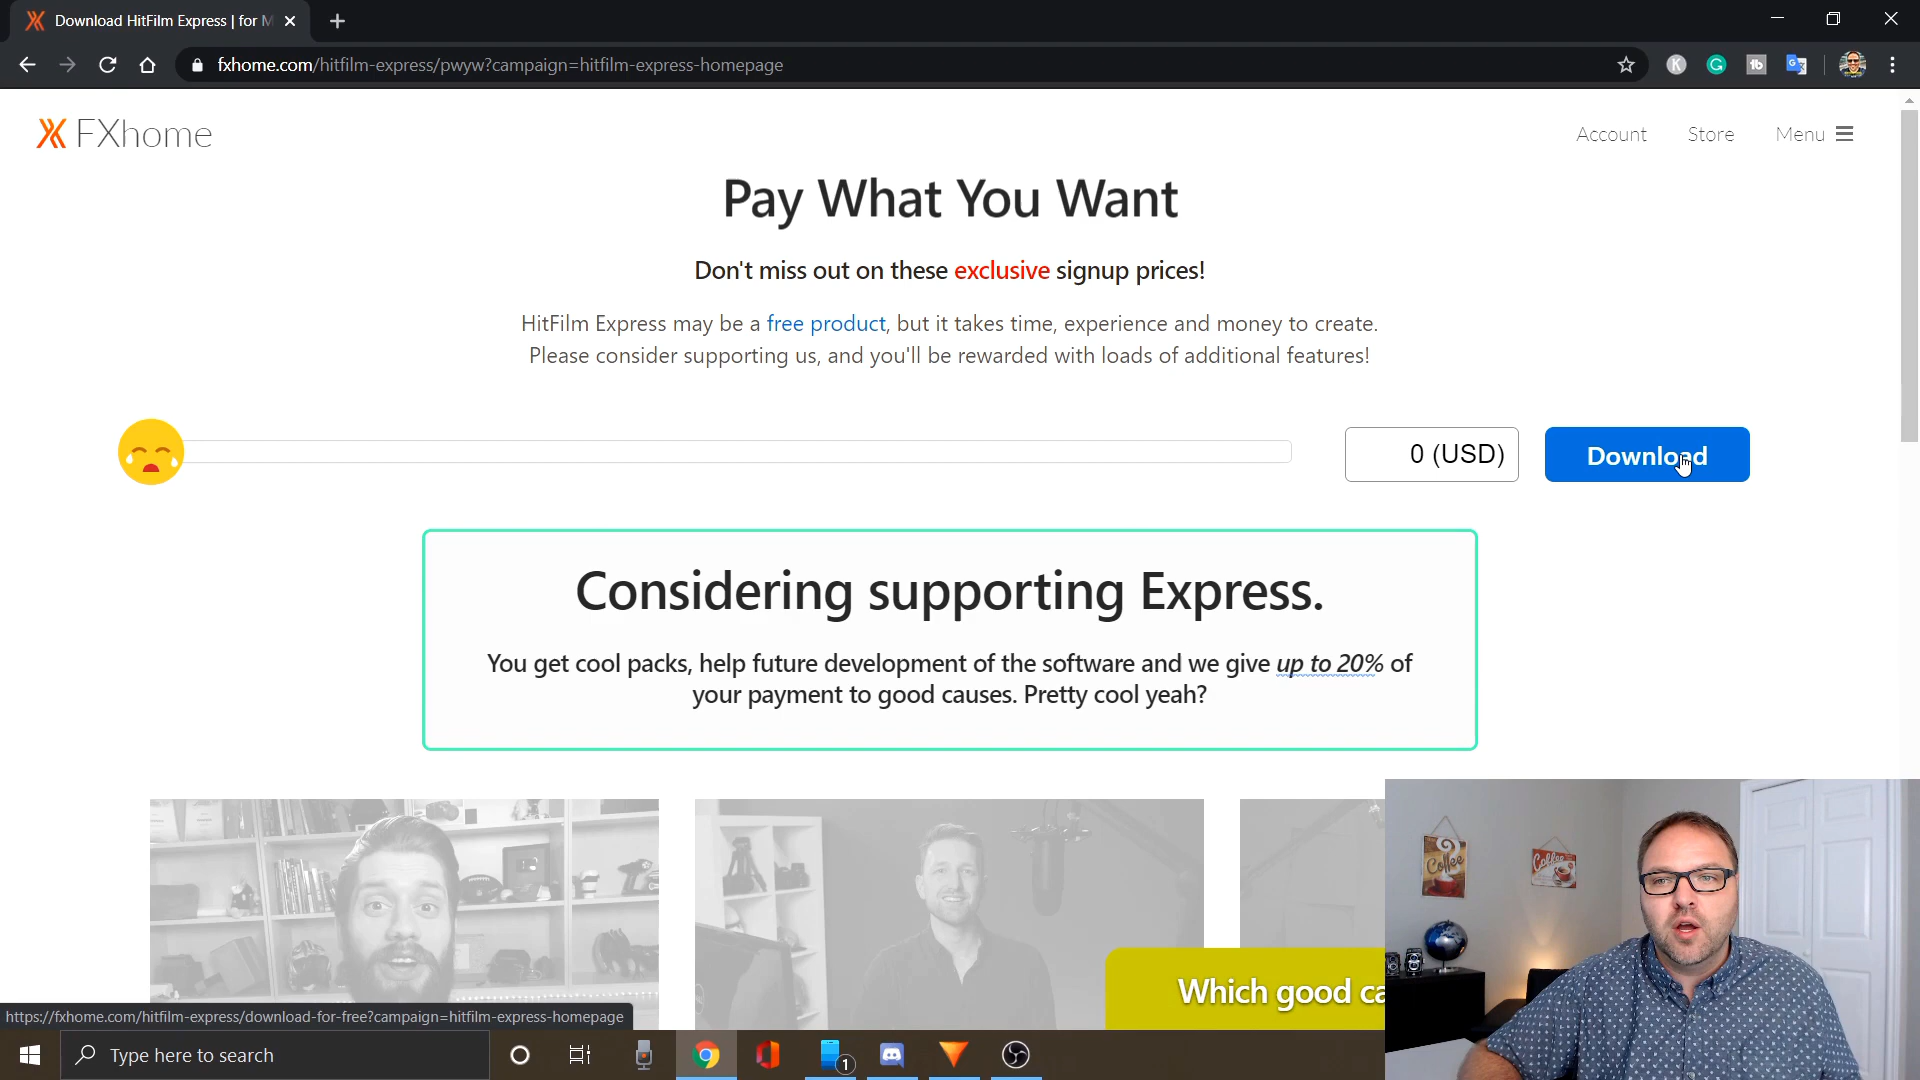 Download HitFilm Express | for M
fxhome.com/hitfilm-express/pwyw?campaign=hitfilm-express-homepage
FXhome
Account
Store
Menu
Pay What You Want
Don't miss out on these exclusive signup prices!
HitFilm Express may be a free product, but it takes time, experience and money to create.
Please consider supporting us, and you'll be rewarded with loads of additional features!
0 (USD)
Download
Considering supporting Express.
You get cool packs, help future development of the software and we give up to 20% of
your payment to good causes. Pretty cool yeah?
Which good ca
Coffee
Coffee
https://fxhome.com/hitfilm-express/download-for-free?campaign=hitfilm-express-homepage
Type here to search
1